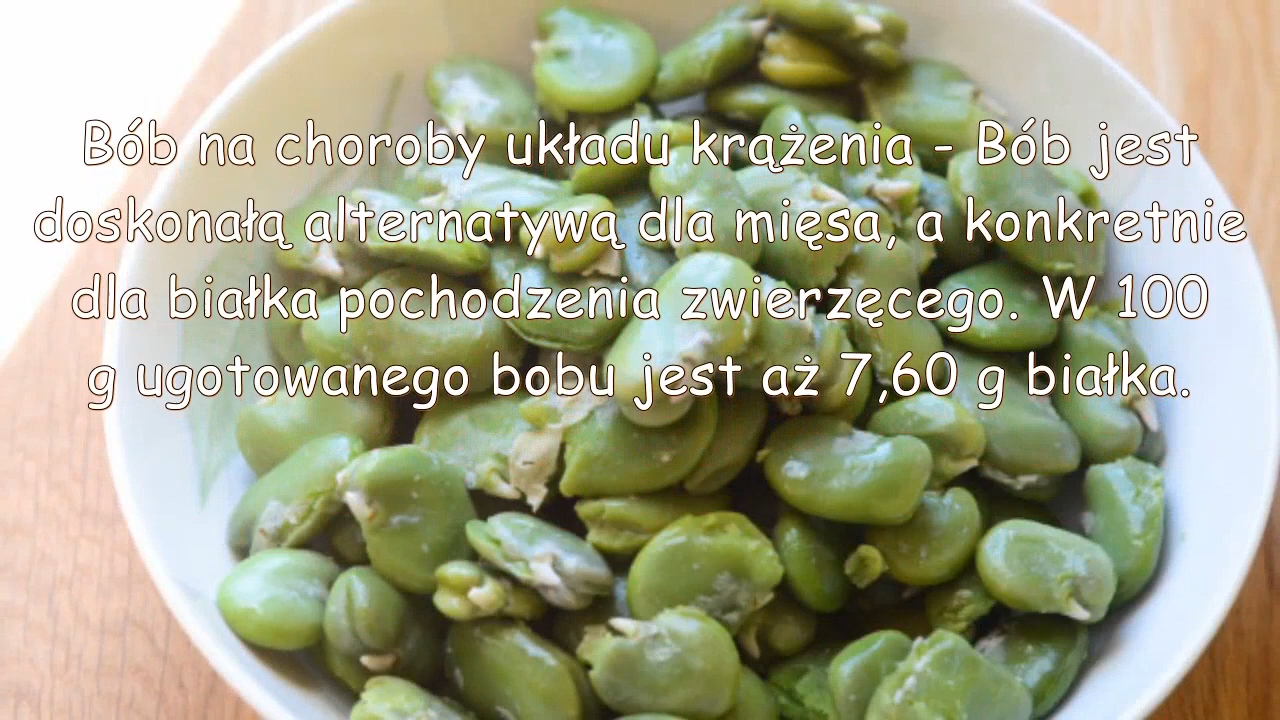 Bób na choroby układu krążenia - Bób jest
doskonałą alternatywą dla mięsa, a konkretnie
dla białka pochodzenia zwierzęcego. W 100
g ugotowanego bobu jest aż 7,60 g białka.